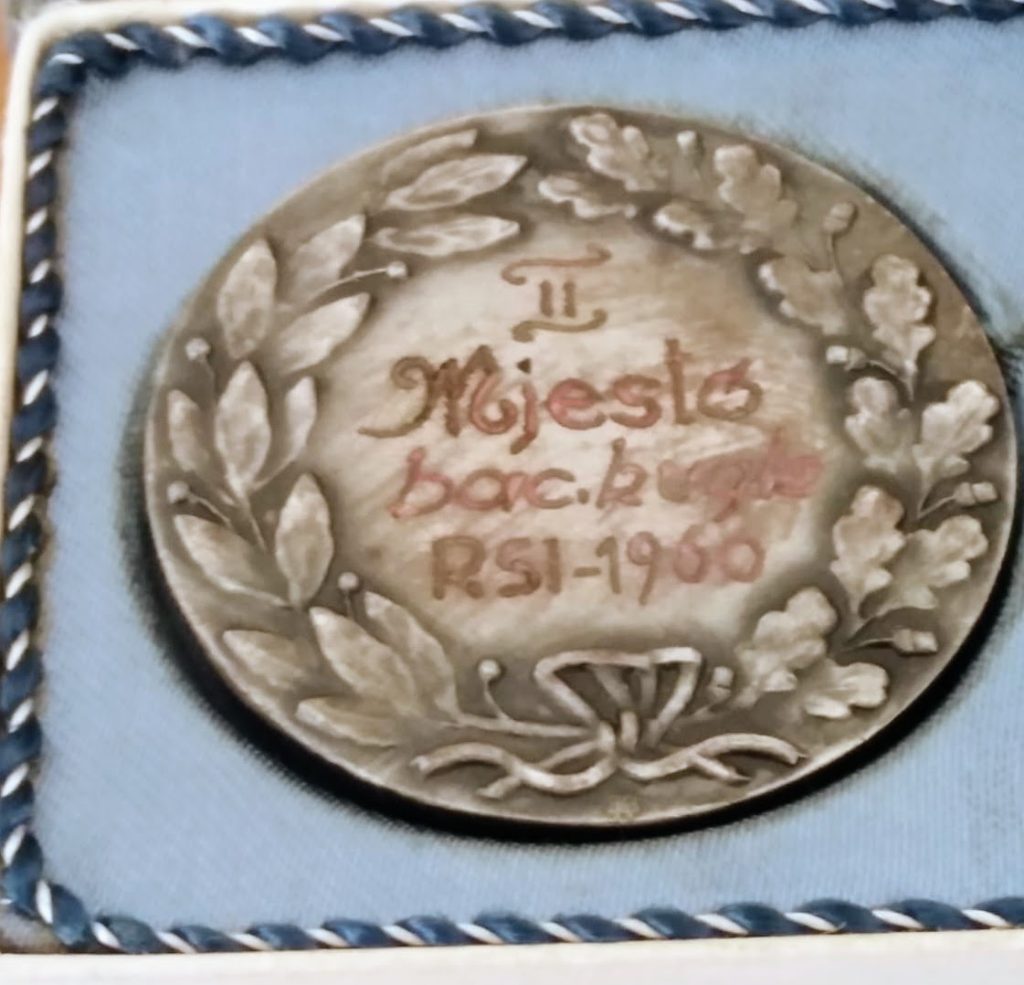 II
Mjesto
bac. kugle
RSI-1960